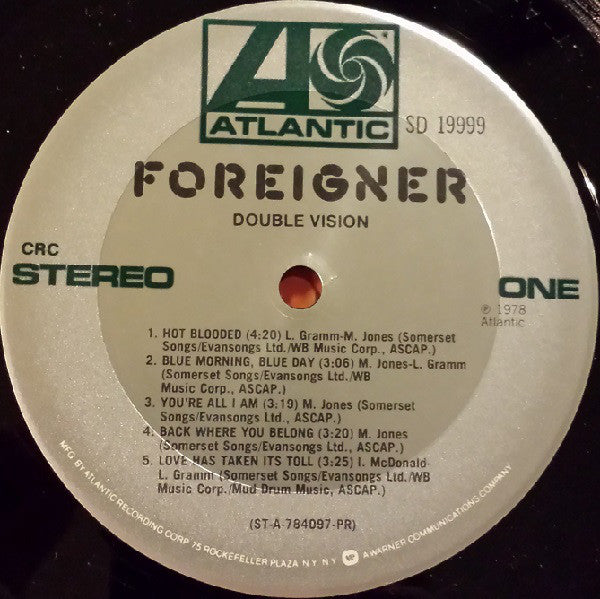 ATLANTIC
SD 19999
FOREIGNER
DOUBLE VISION
CRC
STEREO
ONE
℗ 1978
Atlantic
1. HOT BLOODED (4:20) L. Gramm-M. Jones (Somerset
Songs/Evansongs Ltd./WB Music Corp., ASCAP.)
2. BLUE MORNING, BLUE DAY (3:06) M. Jones-L. Gramm
(Somerset Songs/Evansongs Ltd./WB
Music Corp., ASCAP.)
3. YOU'RE ALL I AM (3:19) M. Jones (Somerset
Songs/Evansongs Ltd., ASCAP.)
4. BACK WHERE YOU BELONG (3:20) M. Jones
(Somerset Songs/Evansongs Ltd., ASCAP.)
5. LOVE HAS TAKEN ITS TOLL (3:25) I. McDonald-
L. Gramm (Somerset Songs/Evansongs Ltd./WB
Music Corp./Mud Drum Music, ASCAP.)
(ST-A-784097-PR)
MFG. BY ATLANTIC RECORDING CORP. 75 ROCKEFELLER PLAZA N.Y. N.Y. A WARNER COMMUNICATIONS COMPANY